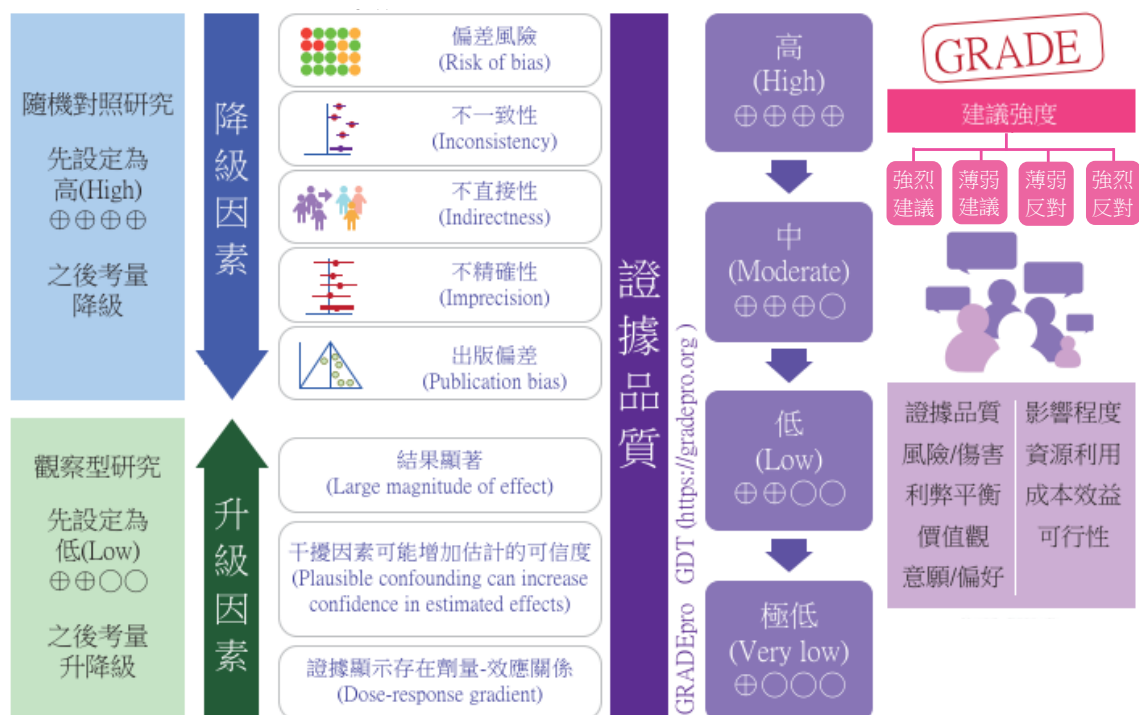 隨機對照研究
先設定為
高(High)
⊕⊕⊕⊕
之後考量
降級
降級因素
偏差風險
(Risk of bias)
不一致性
(Inconsistency)
不直接性
(Indirectness)
不精確性
(Imprecision)
出版偏差
(Publication bias)
觀察型研究
先設定為
低(Low)
⊕⊕○○
之後考量
升降級
升級因素
結果顯著
(Large magnitude of effect)
干擾因素可能增加估計的可信度
(Plausible confounding can increase
confidence in estimated effects)
證據顯示存在劑量-效應關係
(Dose-response gradient)
證據品質
GRADEpro GDT (https://gradepro.org )
高
(High)
⊕⊕⊕⊕
中
(Moderate)
⊕⊕⊕○
低
(Low)
⊕⊕○○
極低
(Very low)
⊕○○○
GRADE
建議強度
強烈
建議
薄弱
建議
薄弱
反對
強烈
反對
證據品質
風險/傷害
利弊平衡
價值觀
意願/偏好
影響程度
資源利用
成本效益
可行性